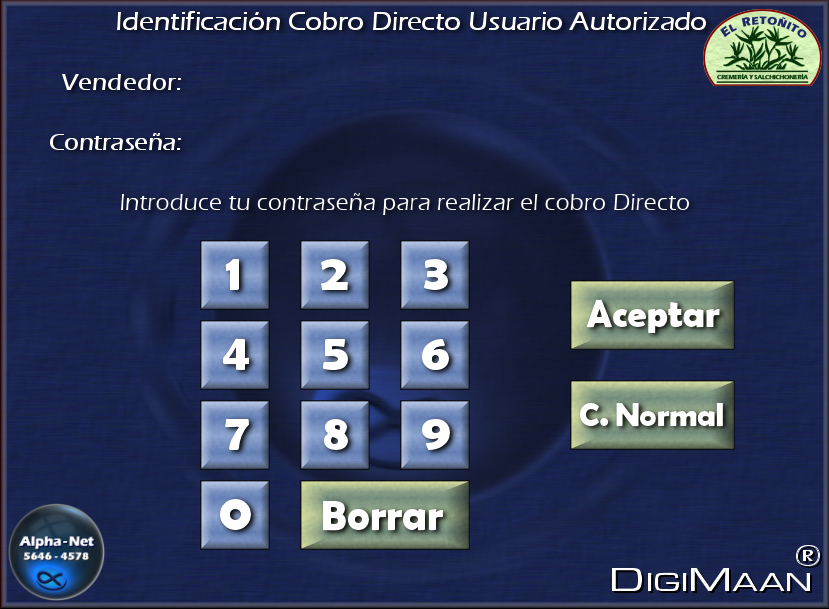 Identificación Cobro Directo Usuario Autorizado
EL RETOÑITO
CREMERÍA Y SALCHICHONERÍA
Vendedor:
Contraseña:
Introduce tu contraseña para realizar el cobro Directo
1 2 3
Aceptar
4 5 6
C. Normal
7 8 9
0 Borrar
Alpha-Net
5646 - 4578
DIGIMAAN ®